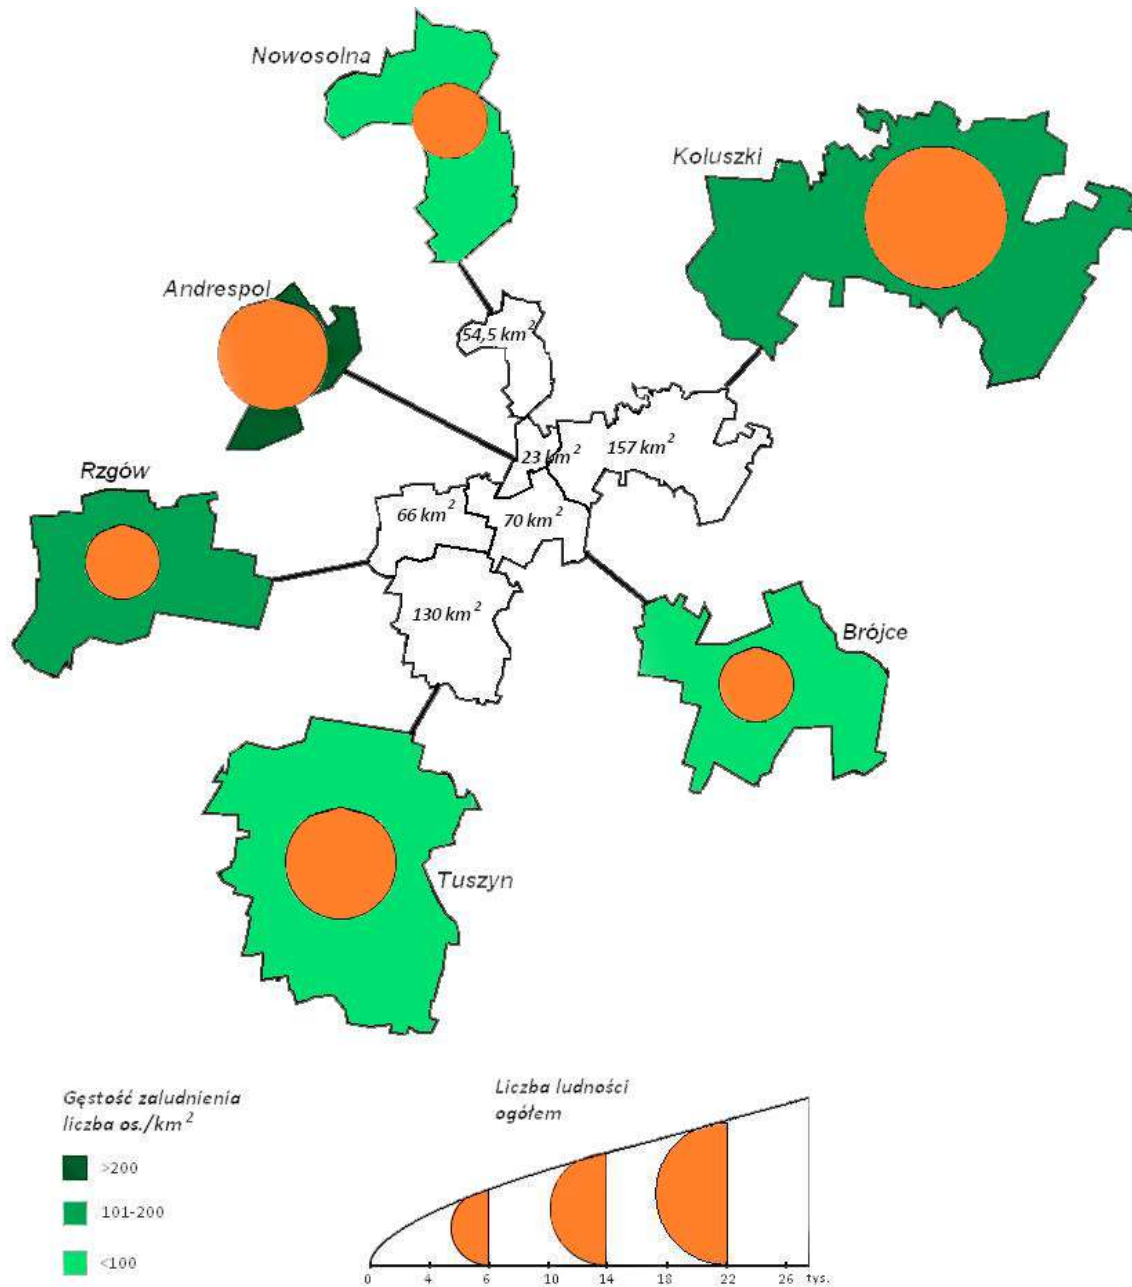 Nowosolna
Koluszki
Andrespol
54,5 km²
Rzgów
23 km²
157 km²
66 km²
70 km²
130 km²
Brójce
Tuszyn
Gęstość zaludnienia
liczba os./km²
>200
101-200
<100
Liczba ludności
ogółem
0 4 6 10 14 18 22 26 tys.